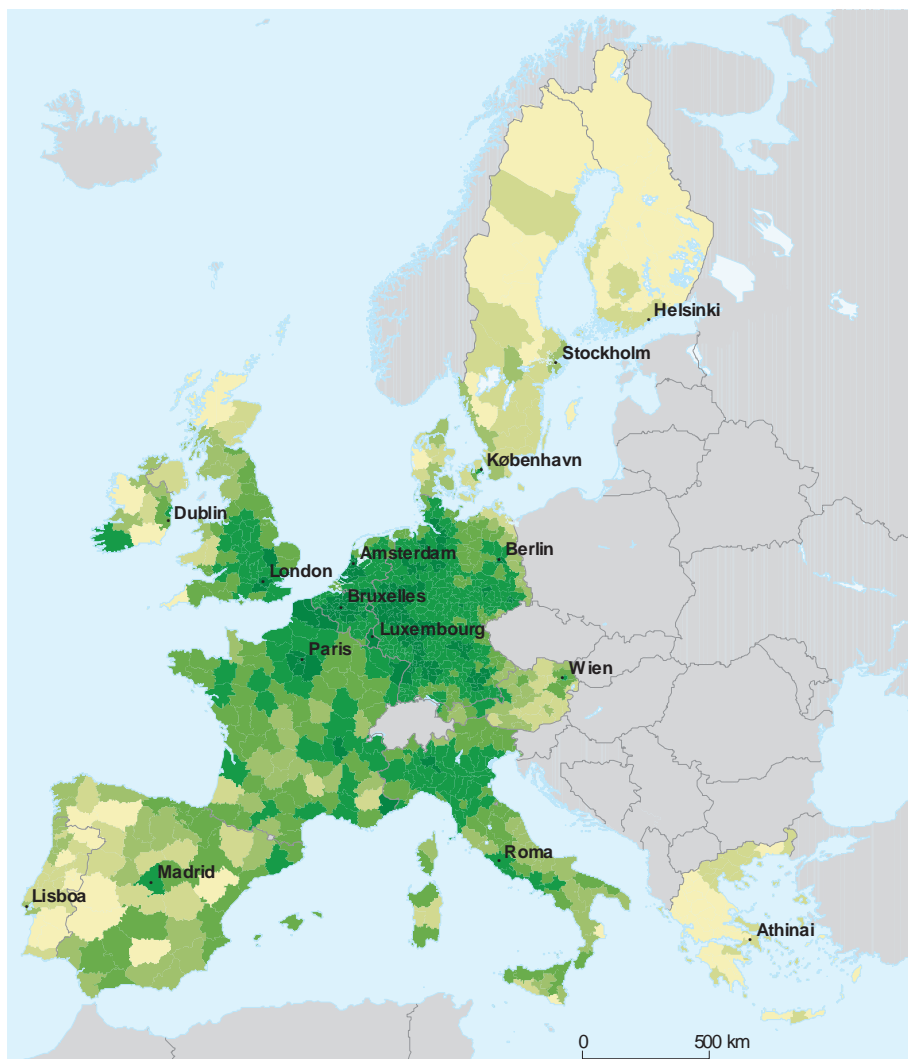 Helsinki
Stockholm
København
Dublin
Amsterdam
Berlin
London
Bruxelles
Luxembourg
Paris
Wien
Roma
Madrid
Lisboa
Athinai
0 500 km